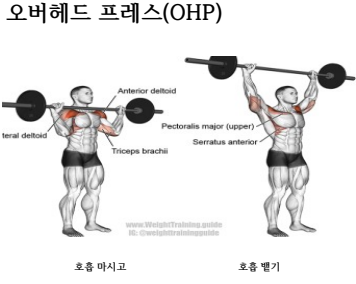 오버헤드 프레스(OHP)
Anterior deltoid
teral deltoid
Pectoralis major (upper)
Serratus anterior
Triceps brachii
www.WeightTraining.guide
IG: @weighttrainingguide
호흡 마시고
호흡 뱉기